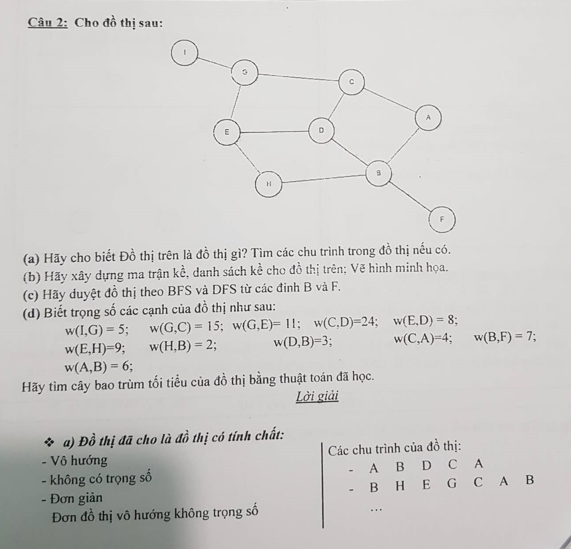 Câu 2: Cho đồ thị sau:
I
G
C
A
E
D
B
H
F
(a) Hãy cho biết Đồ thị trên là đồ thị gì? Tìm các chu trình trong đồ thị nếu có.
(b) Hãy xây dựng ma trận kề, danh sách kề cho đồ thị trên; Vẽ hình minh họa.
(c) Hãy duyệt đồ thị theo BFS và DFS từ các đỉnh B và F.
(d) Biết trọng số các cạnh của đồ thị như sau:
w(I,G) = 5; w(G,C) = 15; w(G,E)= 11; w(C,D)=24; w(E,D) = 8;
w(E,H)=9; w(H,B) = 2; w(D,B)=3; w(C,A)=4; w(B,F) = 7;
w(A,B) = 6;
Hãy tìm cây bao trùm tối tiểu của đồ thị bằng thuật toán đã học.
Lời giải
❖ a) Đồ thị đã cho là đồ thị có tính chất:
- Vô hướng
- không có trọng số
- Đơn giản
Đơn đồ thị vô hướng không trọng số
Các chu trình của đồ thị:
- A B D C A
- B H E G C A B
...